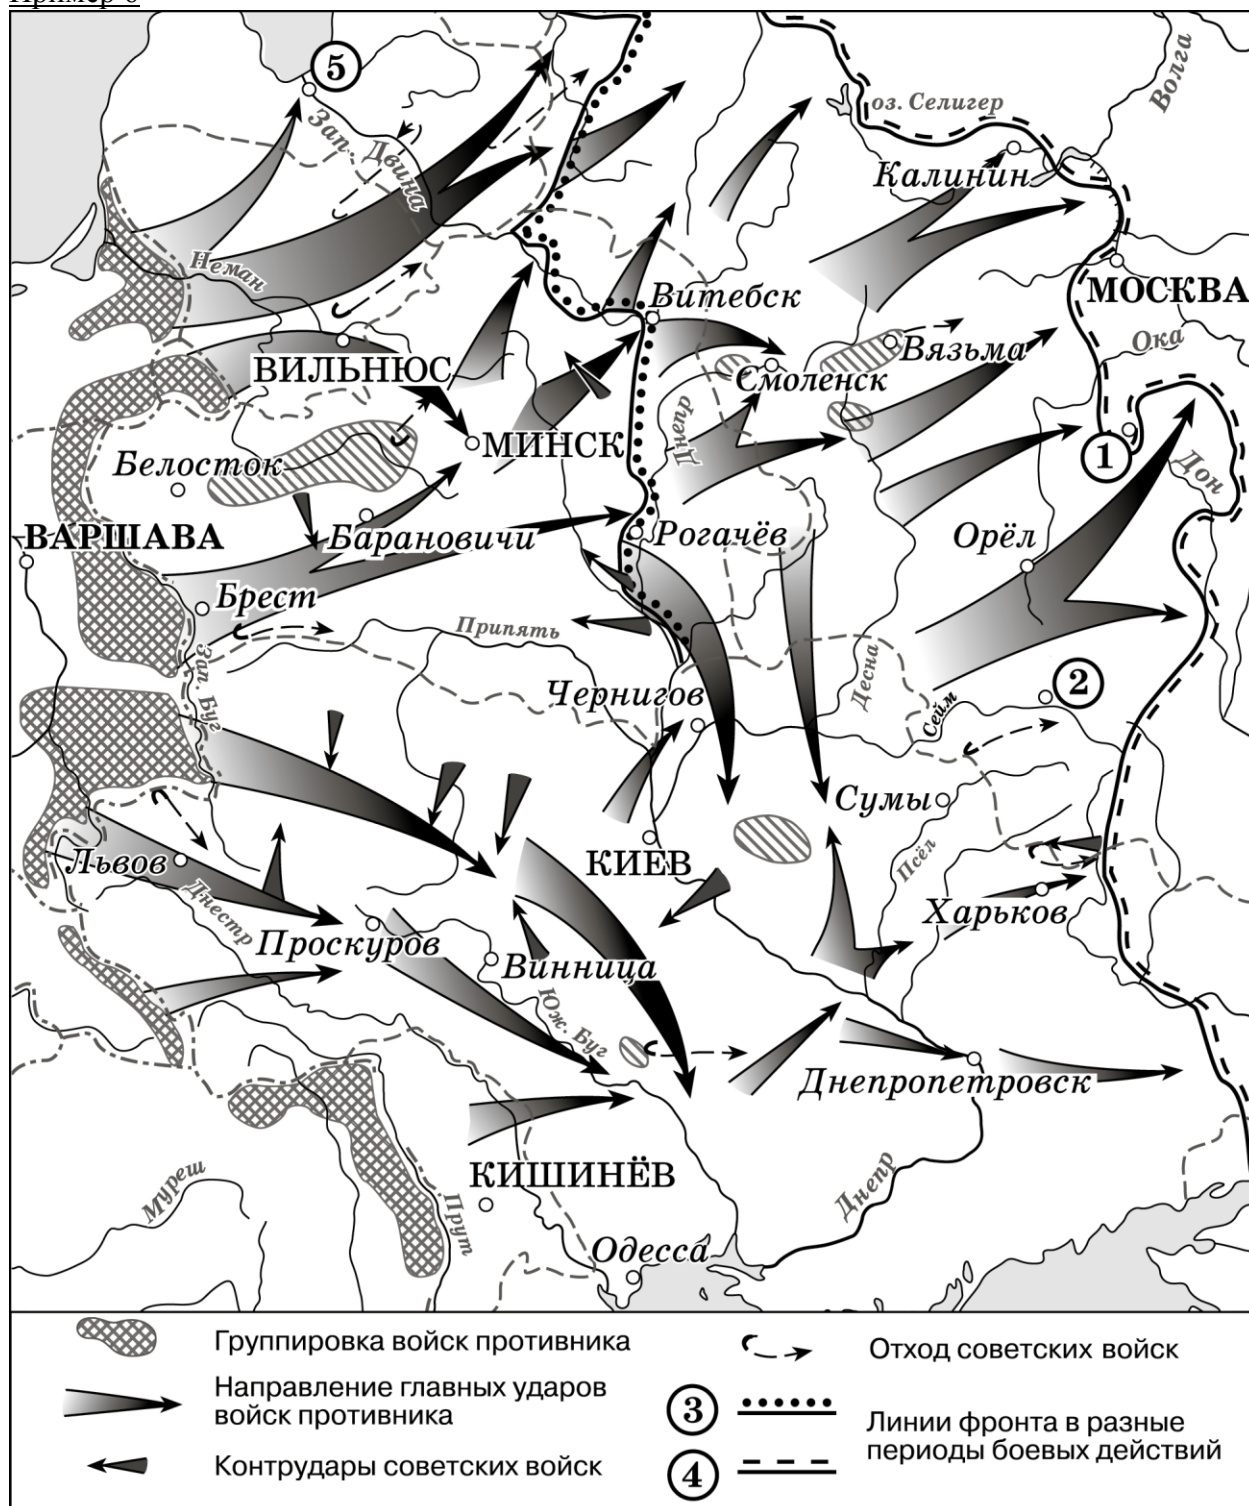 Пример 6
5
оз. Селигер
Волга
Зап. Двина
Калинин
Неман
МОСКВА
Витебск
Ока
Вязьма
ВИЛЬНЮС
Смоленск
Днепр
МИНСК
1
Белосток
Дон
ВАРШАВА
Барановичи
Рогачёв
Орёл
Брест
Припять
Зап. Буг
Десна
2
Чернигов
Сейм
Сумы
КИЕВ
Псёл
Львов
Днестр
Харьков
Проскуров
Винница
Юж. Буг
Днепропетровск
КИШИНЁВ
Муреш
Прут
Днепр
Одесса
Группировка войск противника
Направление главных ударов
войск противника
Контрудары советских войск
Отход советских войск
3
4
Линии фронта в разные
периоды боевых действий